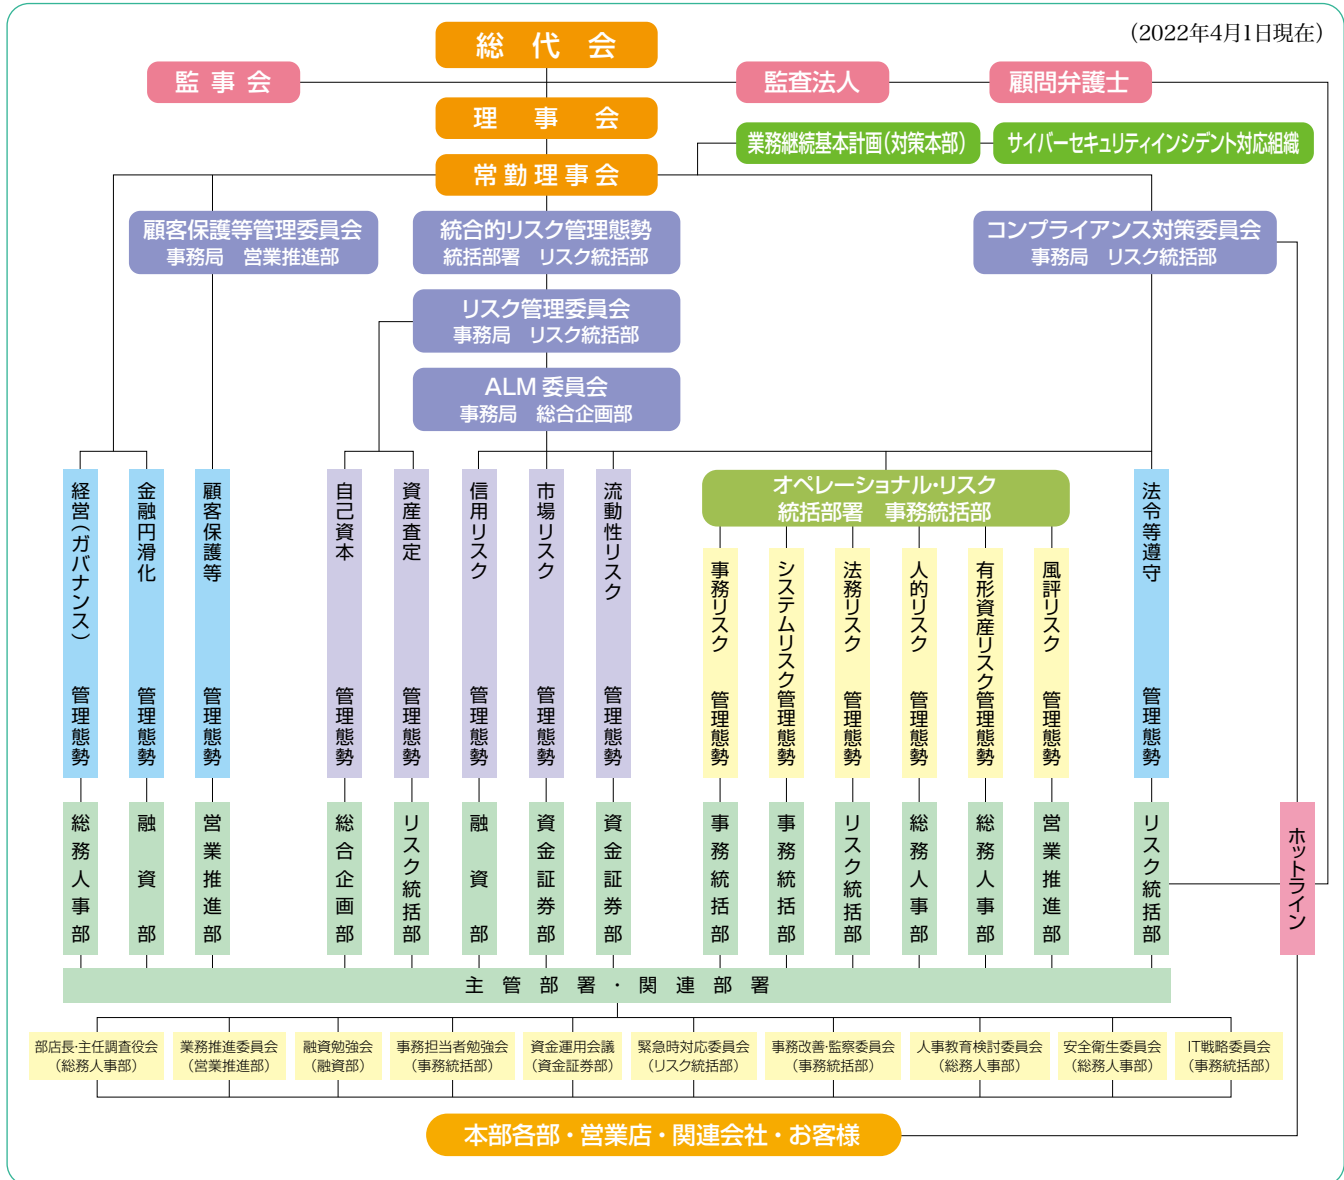 (2022年4月1日現在)
総代会
監事会
監査法人
顧問弁護士
理事会
業務継続基本計画(対策本部)
サイバーセキュリティインシデント対応組織
常勤理事会
顧客保護等管理委員会
事務局　営業推進部
統合的リスク管理態勢
統括部署　リスク統括部
コンプライアンス対策委員会
事務局　リスク統括部
リスク管理委員会
事務局　リスク統括部
ALM 委員会
事務局　総合企画部
経営(ガバナンス)　管理態勢
金融円滑化　管理態勢
顧客保護等　管理態勢
自己資本　管理態勢
資産査定　管理態勢
信用リスク　管理態勢
市場リスク　管理態勢
流動性リスク　管理態勢
オペレーショナル・リスク
統括部署　事務統括部
事務リスク　管理態勢
システムリスク管理態勢
法務リスク　管理態勢
人的リスク　管理態勢
有形資産リスク管理態勢
風評リスク　管理態勢
法令等遵守　管理態勢
総務人事部
融資部
営業推進部
総合企画部
リスク統括部
融資部
資金証券部
資金証券部
事務統括部
事務統括部
リスク統括部
総務人事部
総務人事部
営業推進部
リスク統括部
ホットライン
主管部署・関連部署
部店長・主任調査役会
(総務人事部)
業務推進委員会
(営業推進部)
融資勉強会
(融資部)
事務担当者勉強会
(事務統括部)
資金運用会議
(資金証券部)
緊急時対応委員会
(リスク統括部)
事務改善・監察委員会
(事務統括部)
人事教育検討委員会
(総務人事部)
安全衛生委員会
(総務人事部)
IT戦略委員会
(事務統括部)
本部各部・営業店・関連会社・お客様